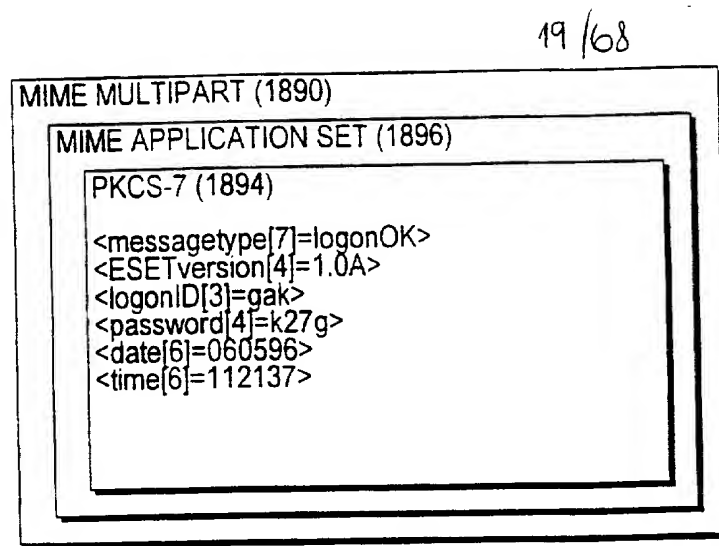 19/68
MIME MULTIPART (1890)
MIME APPLICATION SET (1896)
PKCS-7 (1894)
<messagetype[7]=logonOK>
<ESETversion[4]=1.0A>
<logonID[3]=gak>
<password[4]=k27g>
<date[6]=060596>
<time[6]=112137>